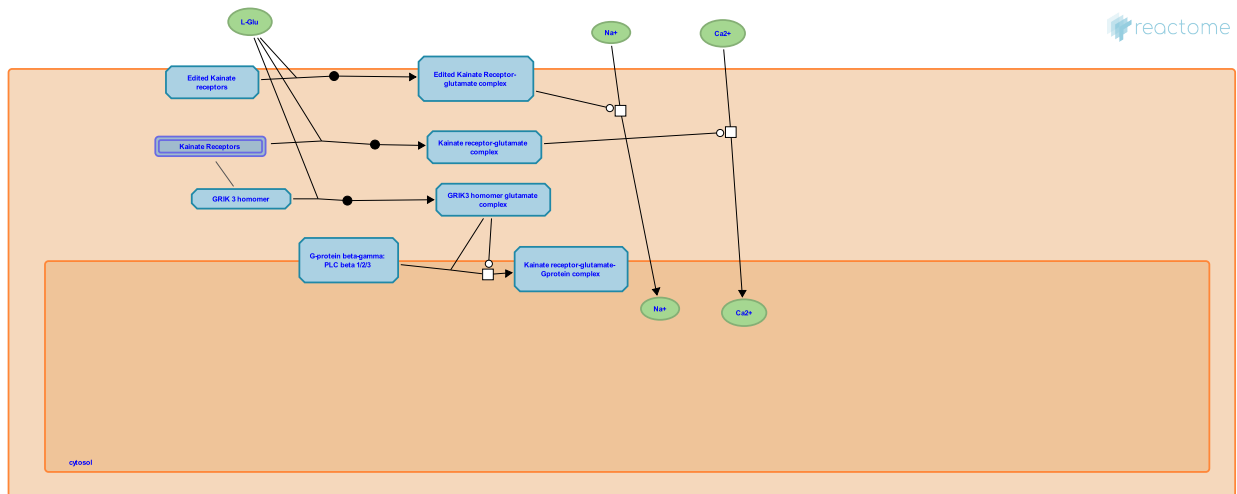 L-Glu
Na+
Ca2+
reactome
Edited Kainate
receptors
Edited Kainate Receptor-
glutamate complex
Kainate Receptors
Kainate receptor-glutamate
complex
GRIK 3 homomer
GRIK3 homomer glutamate
complex
G-protein beta-gamma:
PLC beta 1/2/3
Kainate receptor-glutamate-
Gprotein complex
Na+
Ca2+
cytosol